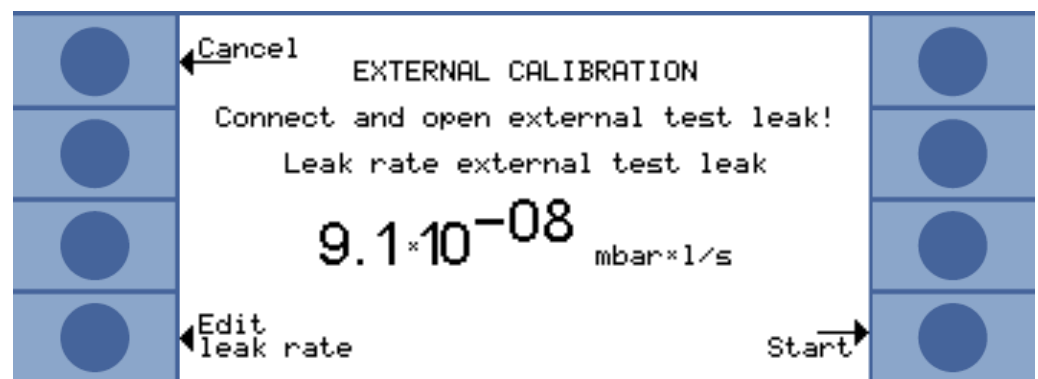 Cancel
EXTERNAL CALIBRATION
Connect and open external test leak!
Leak rate external test leak
9.1×10⁻⁰⁸ mbar×l/s
Edit
leak rate
Start